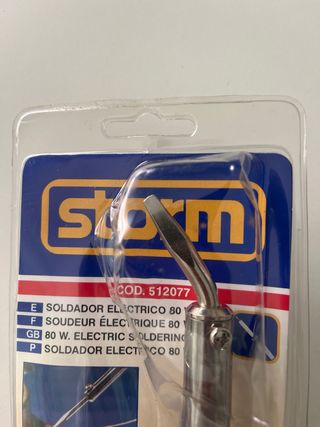 storm
COD. 512077
E SOLDADOR ELECTRICO 80
F SOUDEUR ÉLECTRIQUE 80
GB 80 W. ELECTRIC SOLDERING
P SOLDADOR ELECTRICO 80